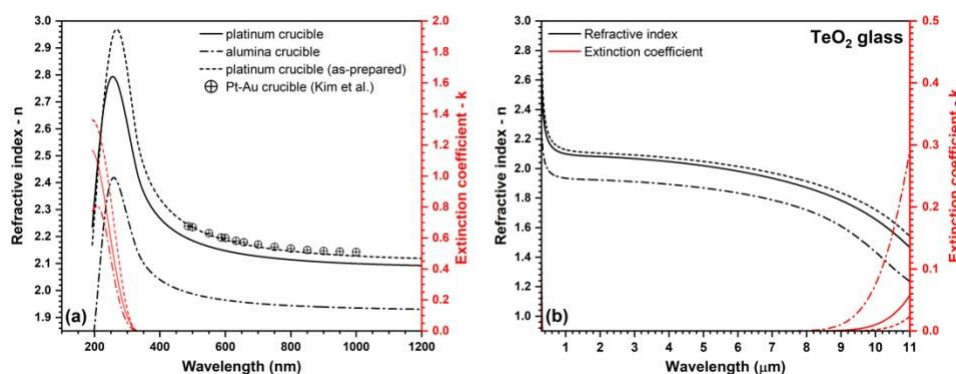 3.0
2.9
2.8
2.7
2.6
2.5
2.4
2.3
2.2
2.1
2.0
1.9
Refractive index - n
platinum crucible
alumina crucible
platinum crucible (as-prepared)
Pt-Au crucible (Kim et al.)
(a)
200 400 600 800 1000 1200
Wavelength (nm)
2.0
1.8
1.6
1.4
1.2
1.0
0.8
0.6
0.4
0.2
0.0
Extinction coefficient - k
3.0
2.8
2.6
2.4
2.2
2.0
1.8
1.6
1.4
1.2
1.0
Refractive index - n
Refractive index
Extinction coefficient
TeO₂ glass
(b)
1 2 3 4 5 6 7 8 9 10 11
Wavelength (μm)
0.5
0.4
0.3
0.2
0.1
0.0
Extinction coefficient - k